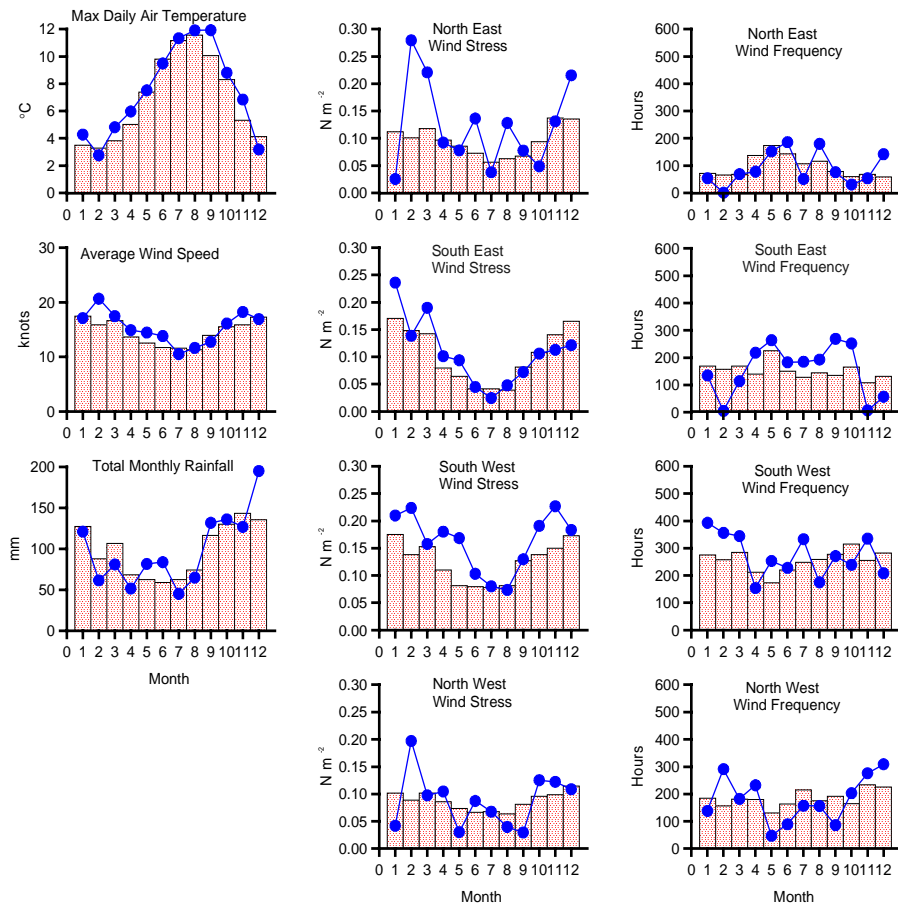 Max Daily Air Temperature
12
10
8
6
4
2
0
°C
0 1 2 3 4 5 6 7 8 9 10 11 12
North East
Wind Stress
0.30
0.25
0.20
0.15
0.10
0.05
0.00
N m -2
0 1 2 3 4 5 6 7 8 9 10 11 12
North East
Wind Frequency
600
500
400
300
200
100
0
Hours
0 1 2 3 4 5 6 7 8 9 10 11 12
Average Wind Speed
30
20
10
0
knots
0 1 2 3 4 5 6 7 8 9 10 11 12
South East
Wind Stress
0.30
0.25
0.20
0.15
0.10
0.05
0.00
N m -2
0 1 2 3 4 5 6 7 8 9 10 11 12
South East
Wind Frequency
600
500
400
300
200
100
0
Hours
0 1 2 3 4 5 6 7 8 9 10 11 12
Total Monthly Rainfall
200
150
100
50
0
mm
0 1 2 3 4 5 6 7 8 9 10 11 12
Month
South West
Wind Stress
0.30
0.25
0.20
0.15
0.10
0.05
0.00
N m -2
0 1 2 3 4 5 6 7 8 9 10 11 12
South West
Wind Frequency
600
500
400
300
200
100
0
Hours
0 1 2 3 4 5 6 7 8 9 10 11 12
North West
Wind Stress
0.30
0.25
0.20
0.15
0.10
0.05
0.00
N m -2
0 1 2 3 4 5 6 7 8 9 10 11 12
Month
North West
Wind Frequency
600
500
400
300
200
100
0
Hours
0 1 2 3 4 5 6 7 8 9 10 11 12
Month